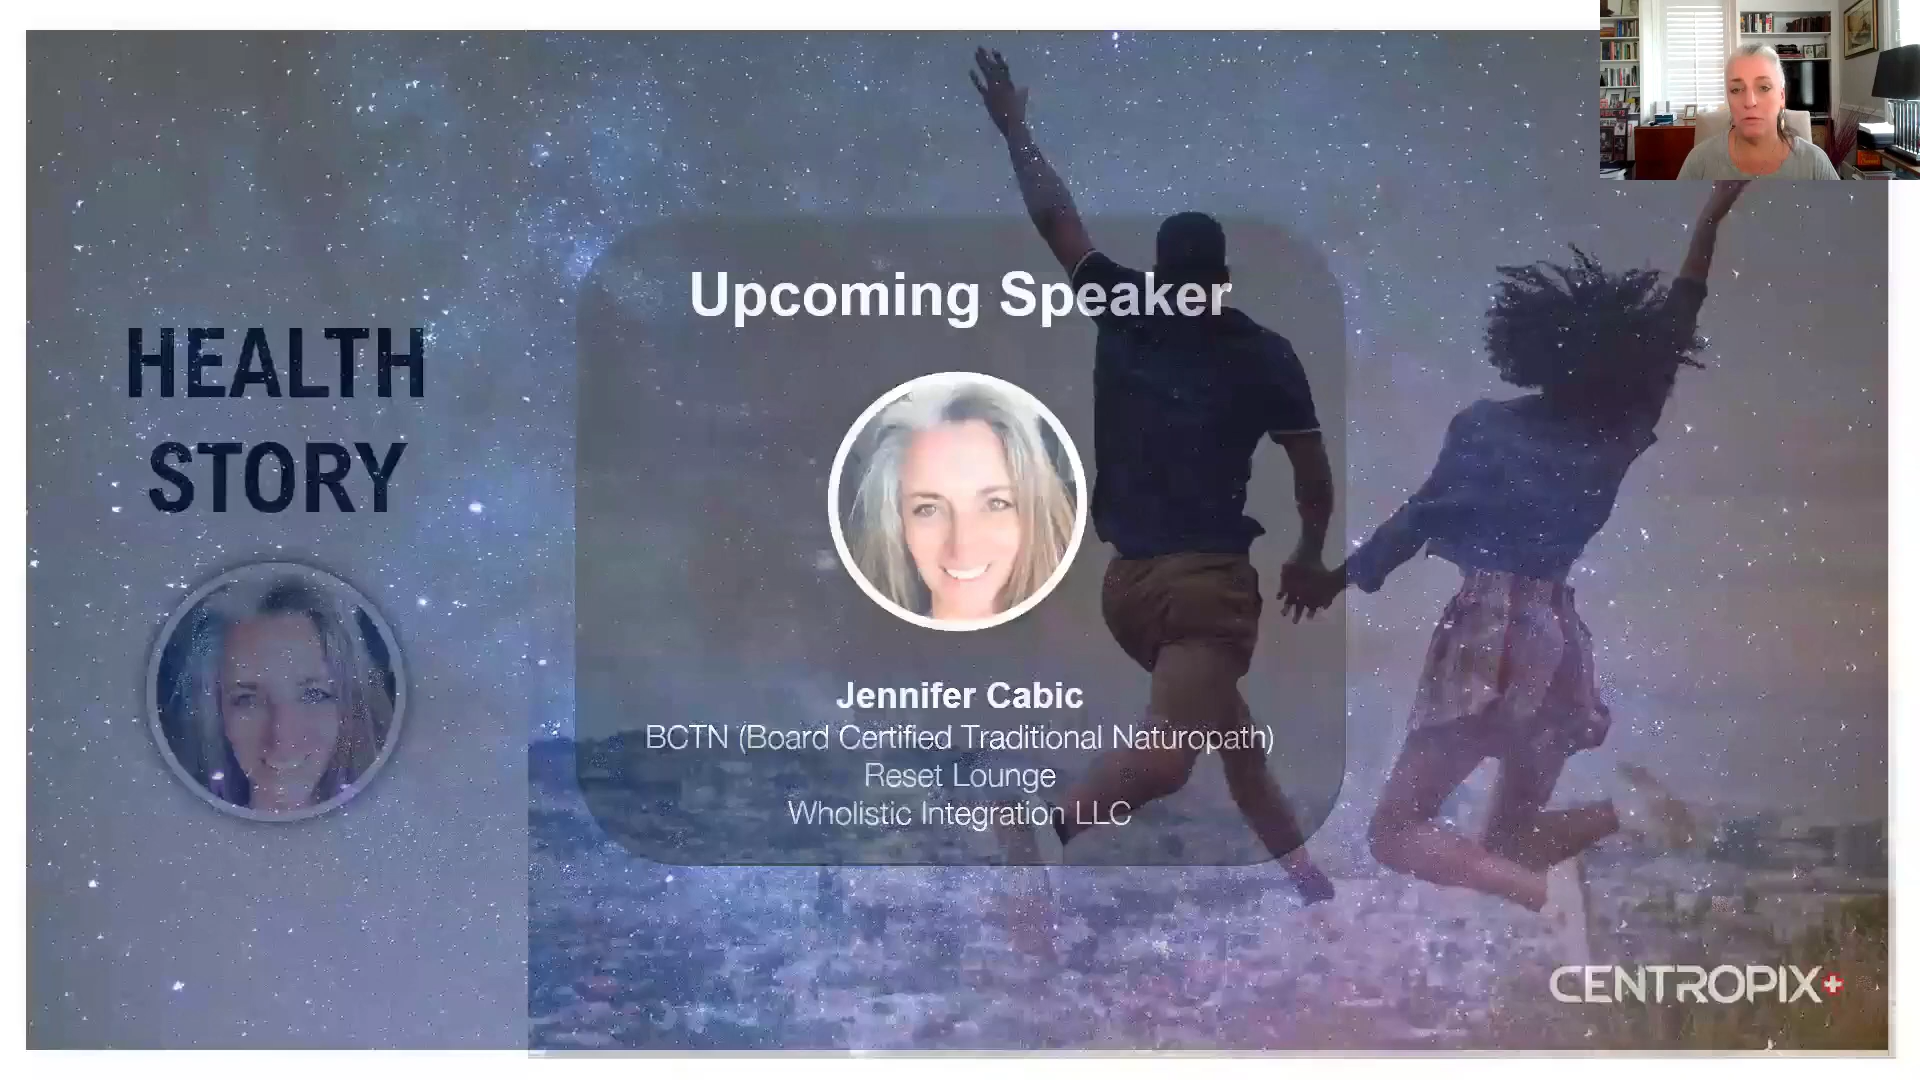 HEALTH
STORY
Upcoming Speaker
Jennifer Cabic
BCTN (Board Certified Traditional Naturopath)
Reset Lounge
Wholistic Integration LLC
CENTROPIX